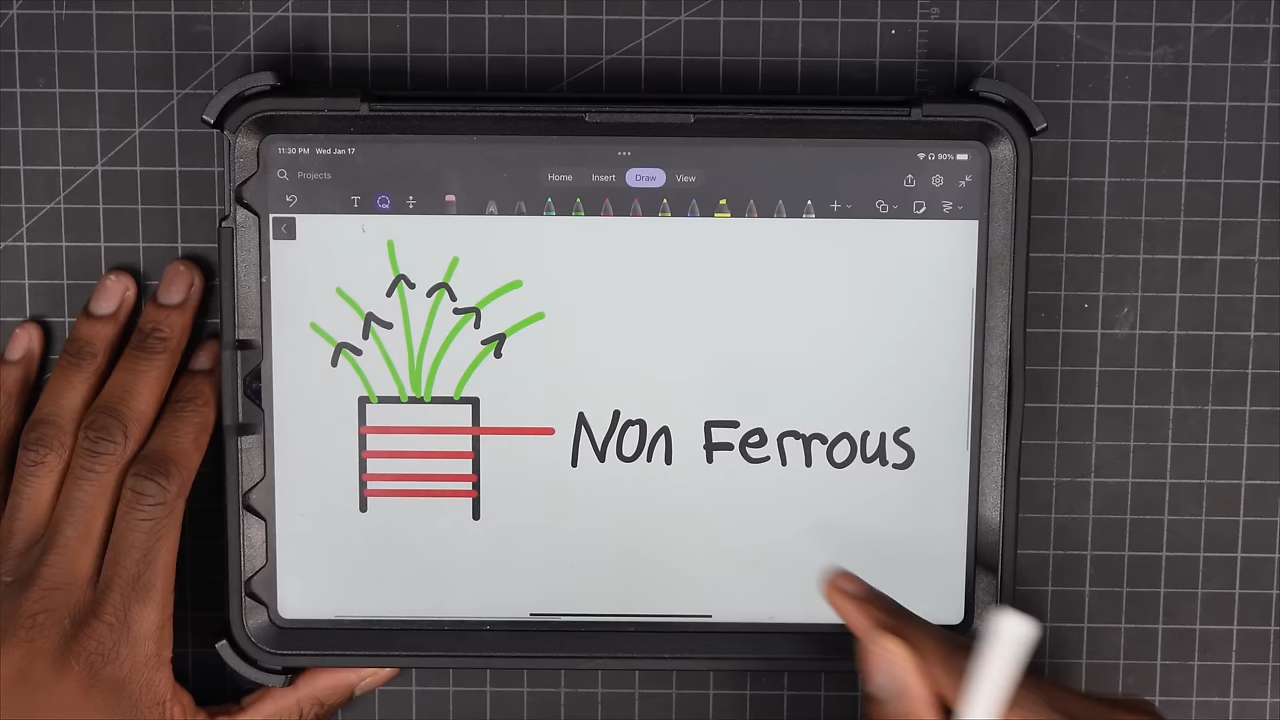 11:30 PM Wed Jan 17
90%
Projects
Home Insert Draw View
T
Non Ferrous